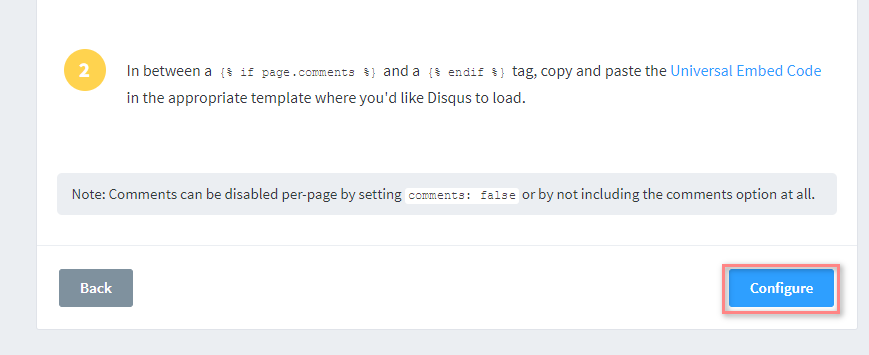 2
In between a {% if page.comments %} and a {% endif %} tag, copy and paste the Universal Embed Code
in the appropriate template where you'd like Disqus to load.
Note: Comments can be disabled per-page by setting comments: false or by not including the comments option at all.
Back
Configure